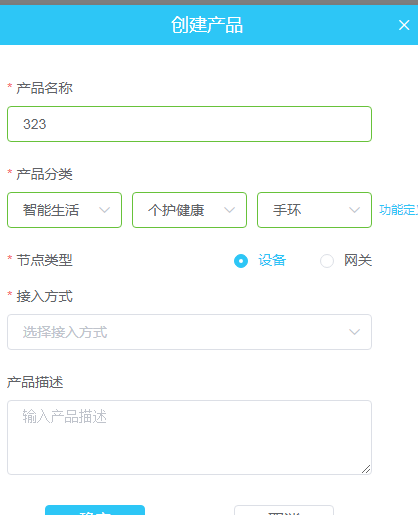 创建产品
* 产品名称
323
* 产品分类
智能生活 个护健康 手环 功能定
* 节点类型 设备 网关
* 接入方式
选择接入方式
产品描述
输入产品描述